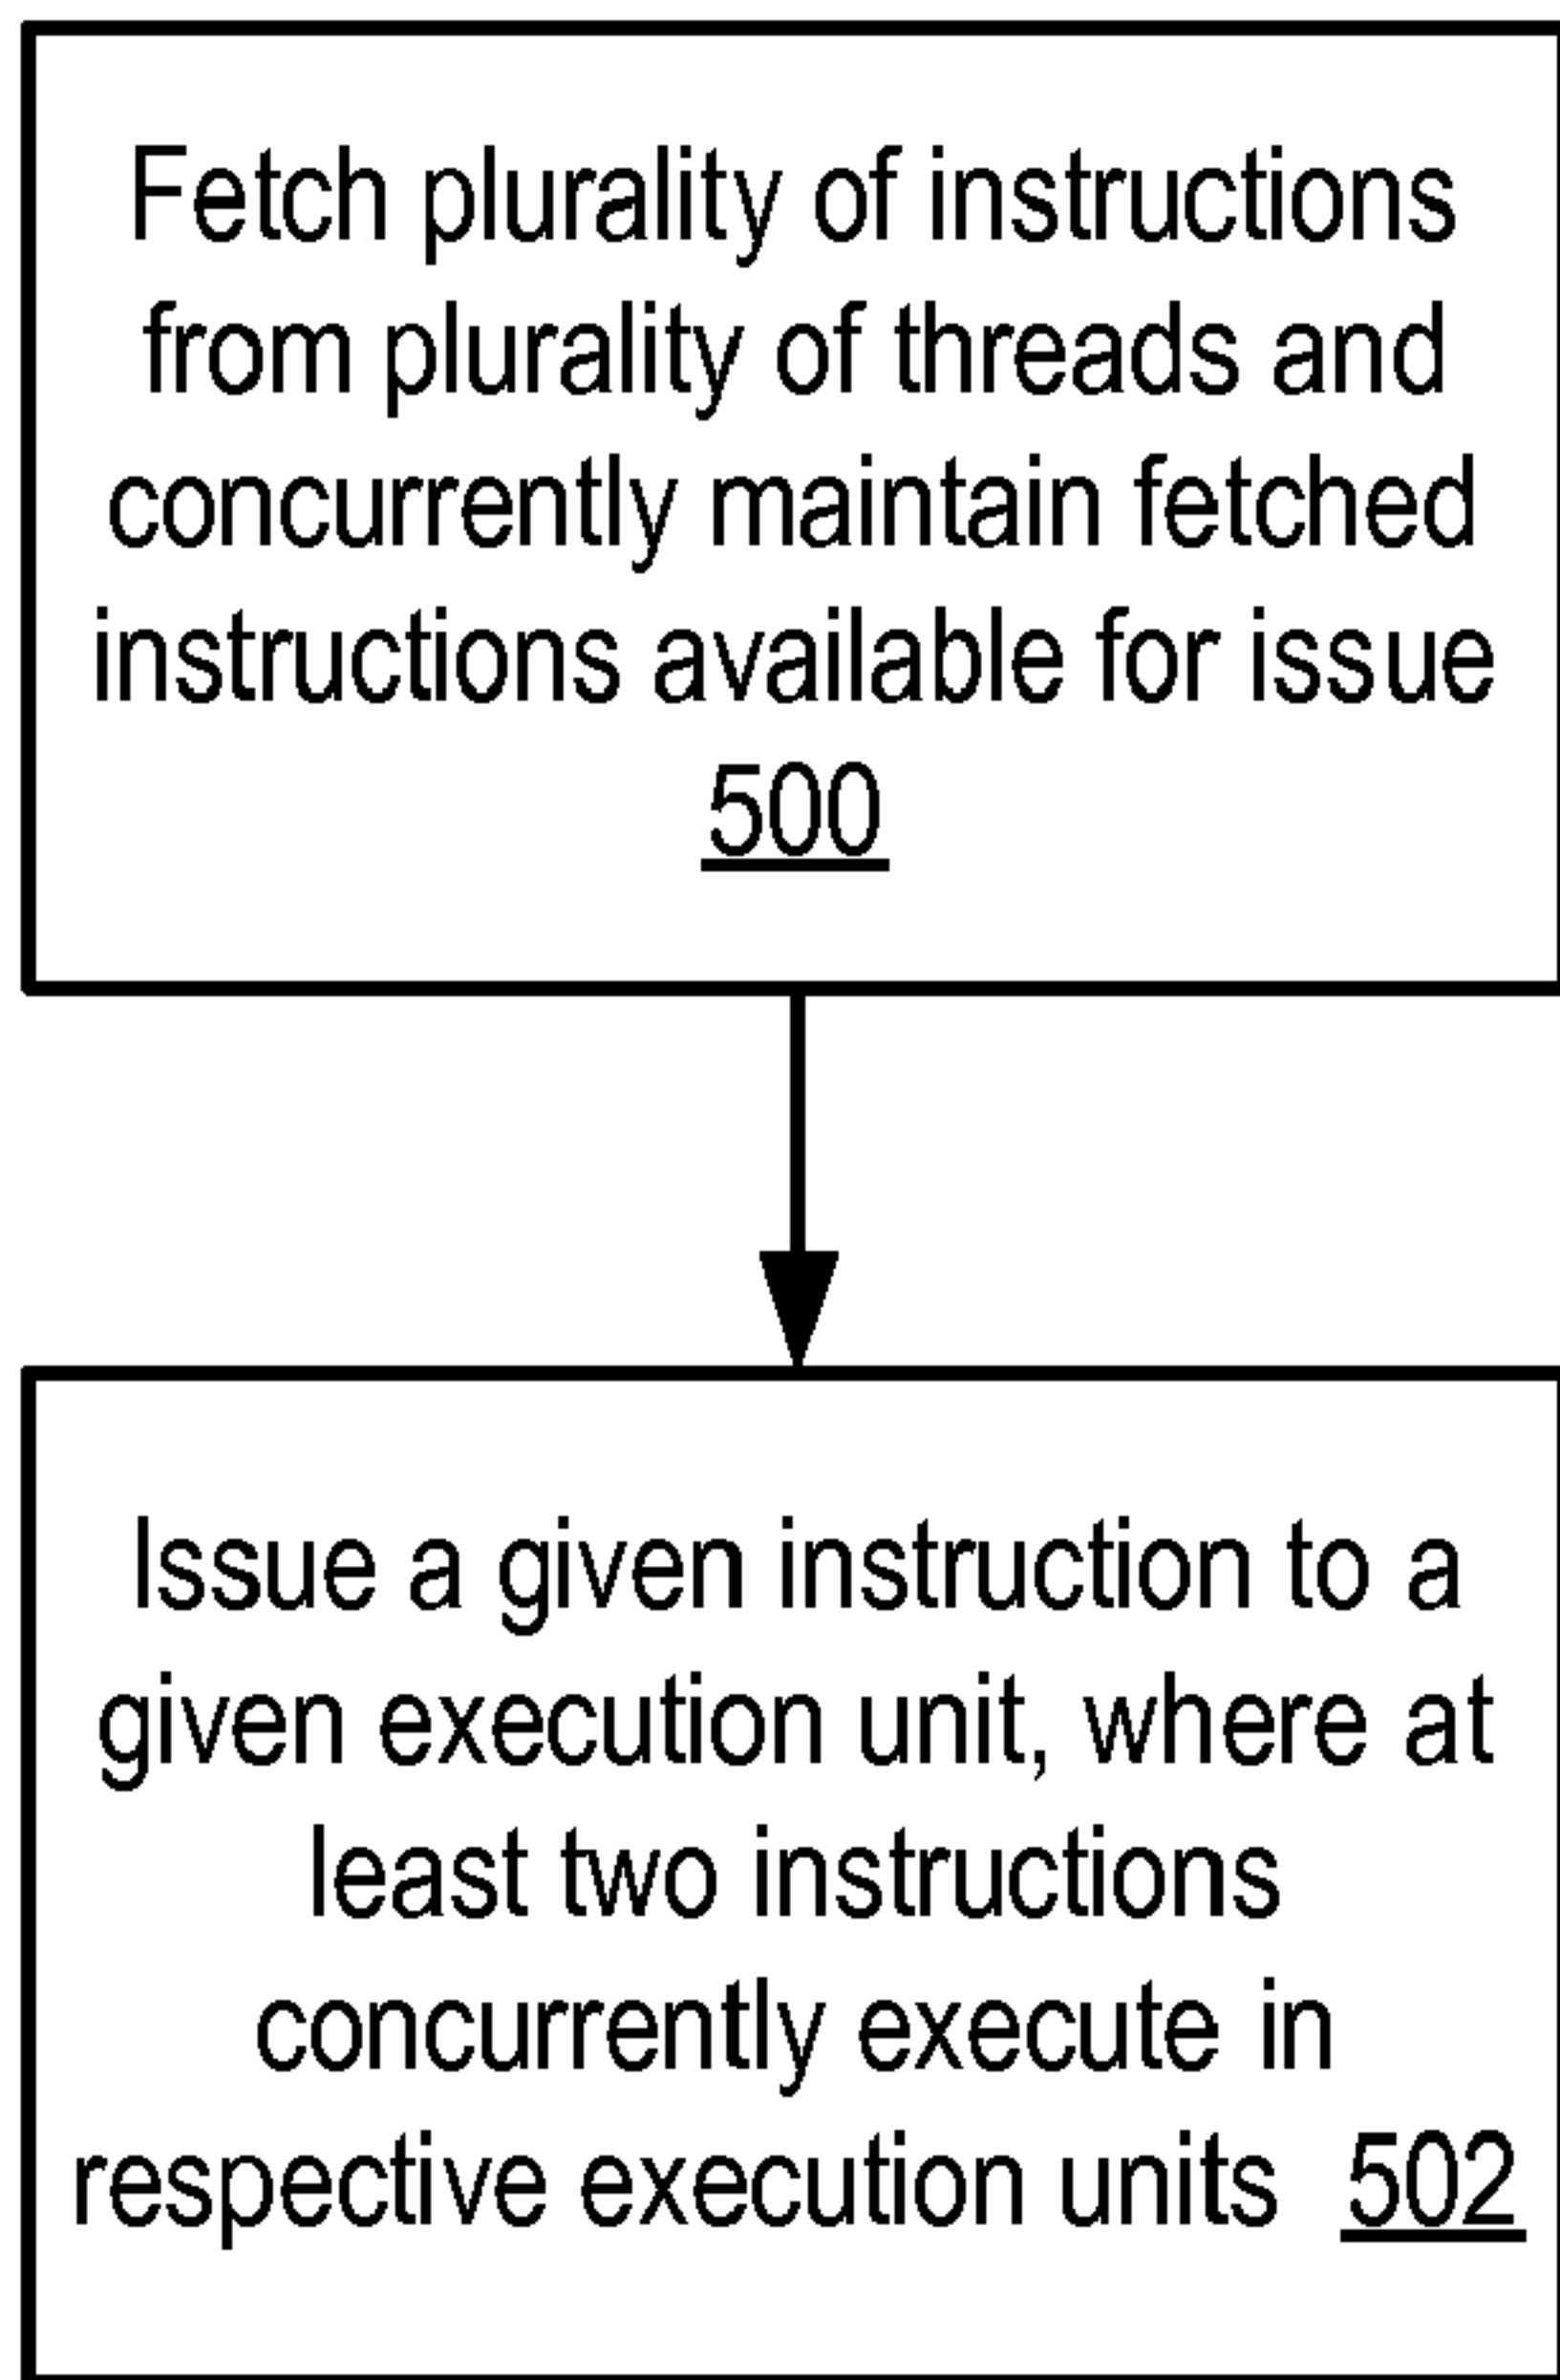 Fetch plurality of instructions
from plurality of threads and
concurrently maintain fetched
instructions available for issue
500
Issue a given instruction to a
given execution unit, where at
least two instructions
concurrently execute in
respective execution units 502